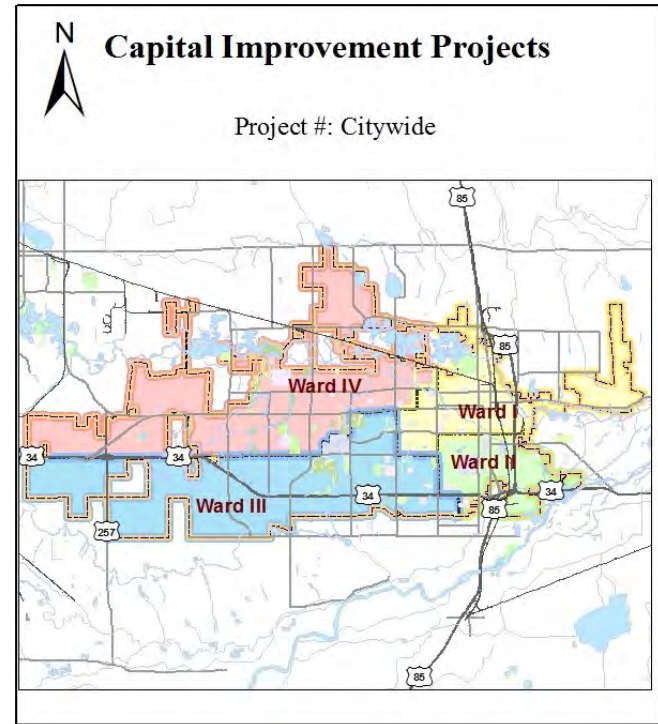 N
Capital Improvement Projects
Project #: Citywide
85
85
Ward IV
Ward I
34
34
Ward II
34
34
Ward III
85
257
85